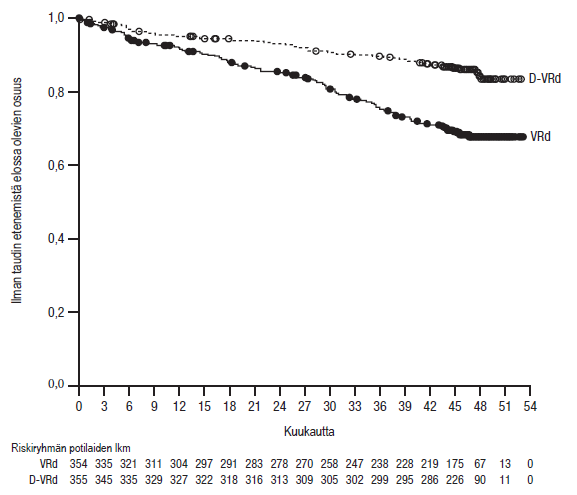 Ilman taudin etenemistä elossa olevien osuus
1,0
0,8
0,6
0,4
0,2
0,0
D-VRd
VRd
0 3 6 9 12 15 18 21 24 27 30 33 36 39 42 45 48 51 54
Kuukautta
Riskiryhmän potilaiden lkm
VRd 354 335 321 311 304 297 291 283 278 270 258 247 238 228 219 175 67 13 0
D-VRd 355 345 335 329 327 322 318 316 313 309 305 302 299 295 286 226 90 11 0